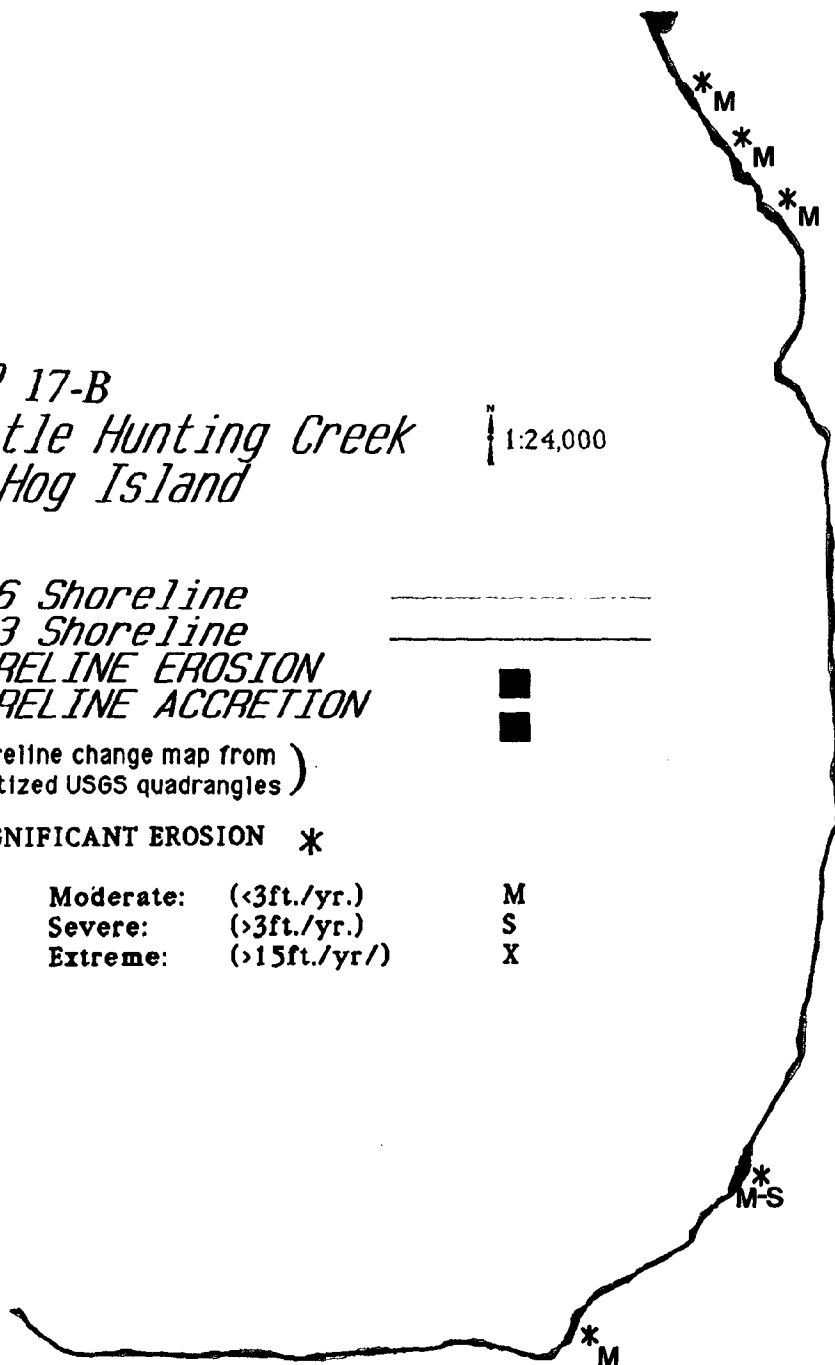 M
M
M
17-B
tle Hunting Creek
Hog Island
N
1:24,000
6 Shoreline
3 Shoreline
RELINE EROSION
RELINE ACCRETION
reline change map from )
tized USGS quadrangles
GNIFICANT EROSION *
Moderate: (<3ft./yr.) M
Severe: (>3ft./yr.) S
Extreme: (>15ft./yr/) X
M-S
M